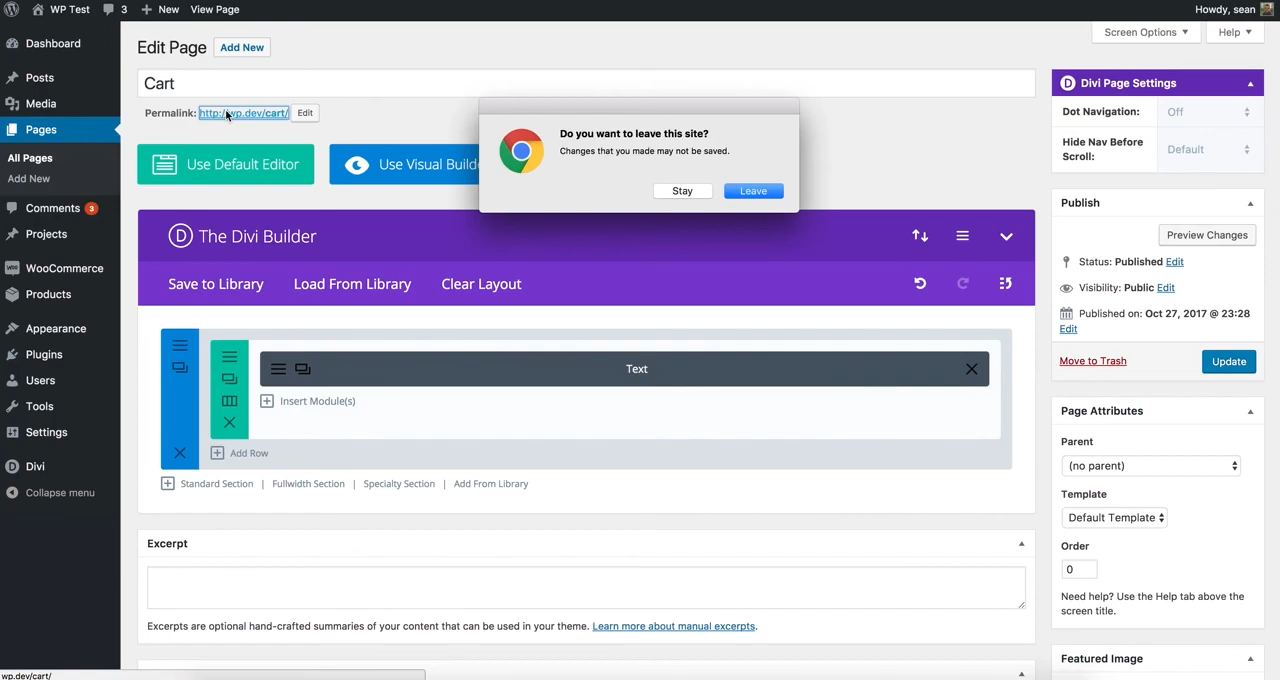 WP Test
3
New
View Page
Howdy, sean
Dashboard
Posts
Media
Pages
All Pages
Add New
Comments 3
Projects
WooCommerce
Products
Appearance
Plugins
Users
Tools
Settings
Divi
Collapse menu
Screen Options
Help
Edit Page
Add New
Cart
Permalink: http://wp.dev/cart/
Edit
Use Default Editor
Do you want to leave this site?
Changes that you made may not be saved.
Stay
Leave
The Divi Builder
Save to Library
Load From Library
Clear Layout
Text
Insert Module(s)
Add Row
Standard Section | Fullwidth Section | Specialty Section | Add From Library
Excerpt
Excerpts are optional hand-crafted summaries of your content that can be used in your theme. Learn more about manual excerpts.
Divi Page Settings
Dot Navigation:
Off
Hide Nav Before
Scroll:
Default
Publish
Preview Changes
Status: Published Edit
Visibility: Public Edit
Published on: Oct 27, 2017 @ 23:28
Edit
Move to Trash
Update
Page Attributes
Parent
(no parent)
Template
Default Template
Order
0
Need help? Use the Help tab above the
screen title.
Featured Image
wp.dev/cart/